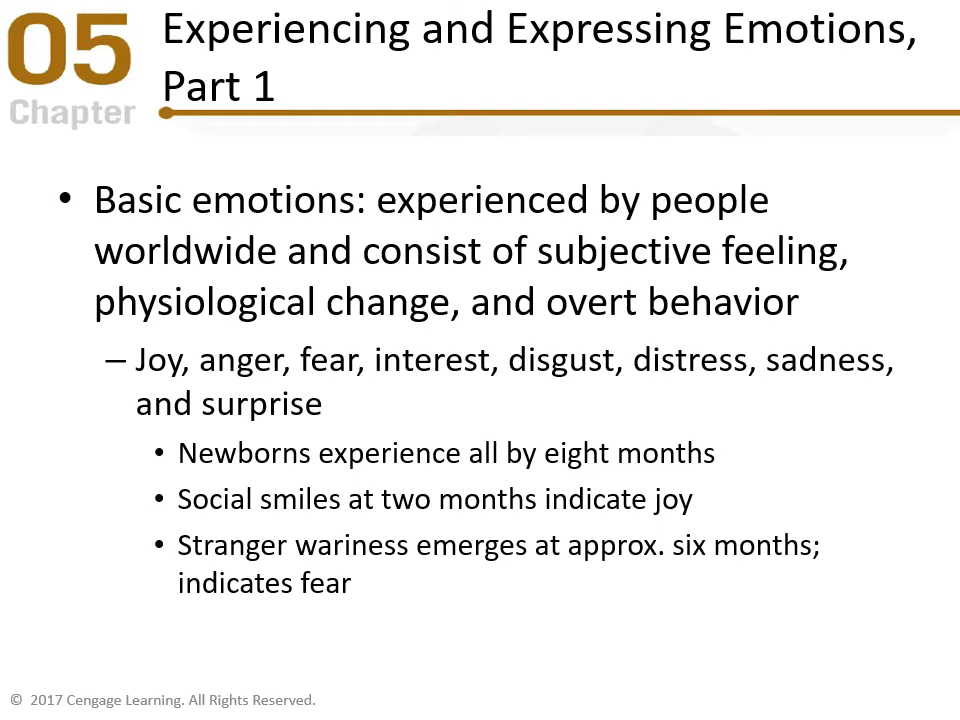 05
Chapter
Experiencing and Expressing Emotions,
Part 1
• Basic emotions: experienced by people
worldwide and consist of subjective feeling,
physiological change, and overt behavior
– Joy, anger, fear, interest, disgust, distress, sadness,
and surprise
• Newborns experience all by eight months
• Social smiles at two months indicate joy
• Stranger wariness emerges at approx. six months;
indicates fear
© 2017 Cengage Learning. All Rights Reserved.